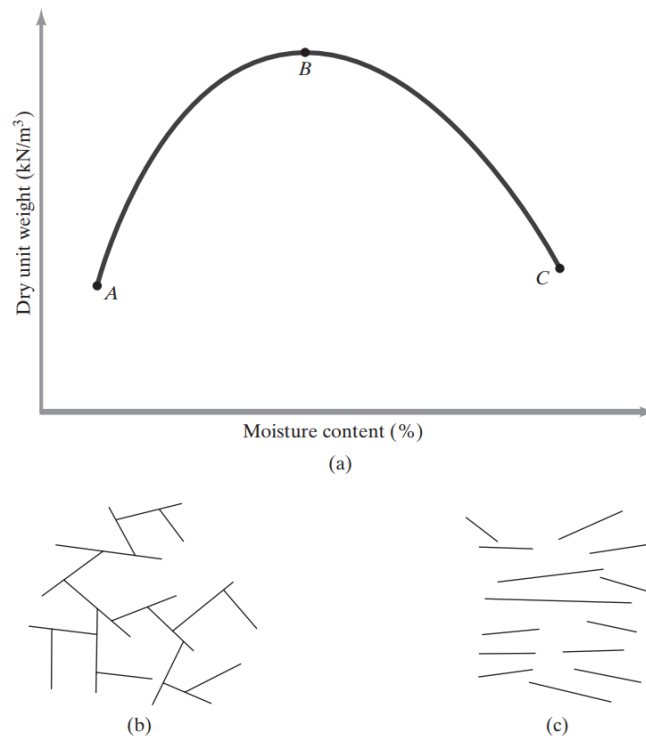 Dry unit weight (kN/m³)
B
A
C
Moisture content (%)
(a)
(b)
(c)